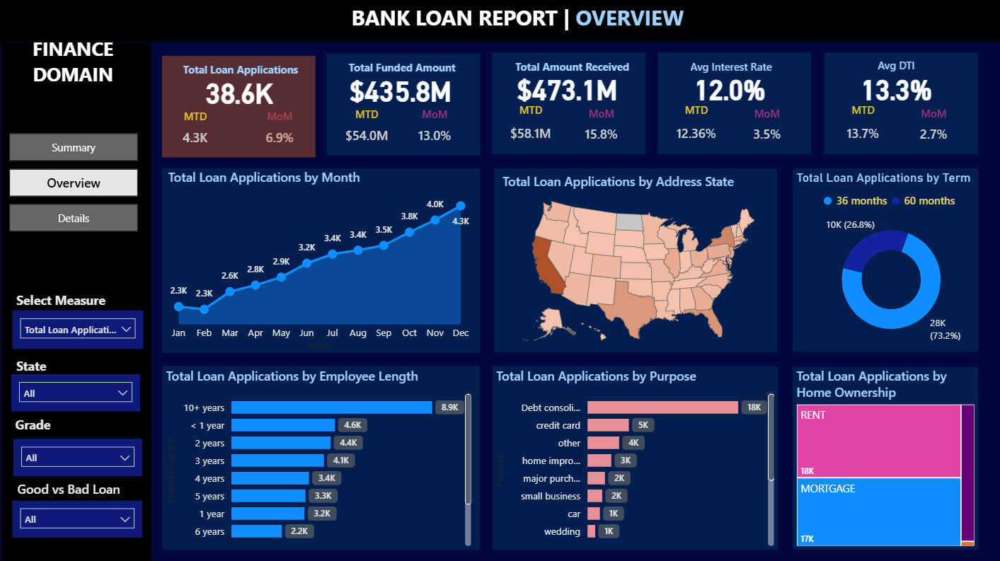 BANK LOAN REPORT | OVERVIEW
FINANCE
DOMAIN
Summary
Overview
Details
Select Measure
Total Loan Applicati...
State
All
Grade
All
Good vs Bad Loan
All
Total Loan Applications
38.6K
MTD MoM
4.3K 6.9%
Total Funded Amount
$435.8M
MTD MoM
$54.0M 13.0%
Total Amount Received
$473.1M
MTD MoM
$58.1M 15.8%
Avg Interest Rate
12.0%
MTD MoM
12.36% 3.5%
Avg DTI
13.3%
MTD MoM
13.7% 2.7%
Total Loan Applications by Month
2.3K 2.3K 2.6K 2.8K 2.9K 3.2K 3.4K 3.4K 3.5K 3.8K 4.0K 4.3K
Jan Feb Mar Apr May Jun Jul Aug Sep Oct Nov Dec
Month
Total Loan Applications by Address State
Total Loan Applications by Term
36 months 60 months
10K (26.8%)
28K
(73.2%)
Total Loan Applications by Employee Length
Employee Length
10+ years 8.9K
< 1 year 4.6K
2 years 4.4K
3 years 4.1K
4 years 3.4K
5 years 3.3K
1 year 3.2K
6 years 2.2K
Total Loan Applications by Purpose
Purpose
Debt consoli... 18K
credit card 5K
other 4K
home impro... 3K
major purch... 2K
small business 2K
car 1K
wedding 1K
Total Loan Applications by
Home Ownership
RENT
18K
MORTGAGE
17K